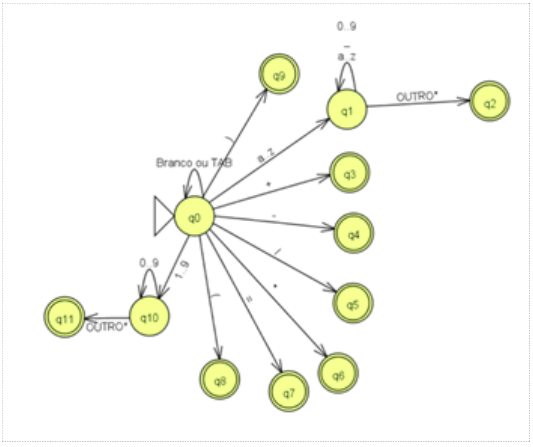 0..9
_
a..z
q9
q1
OUTRO*
q2
)
Branco ou TAB
a..z
+
q3
q0
-
q4
0..9
1..9
q5
q11
OUTRO*
q10
=
q8
q7
q6